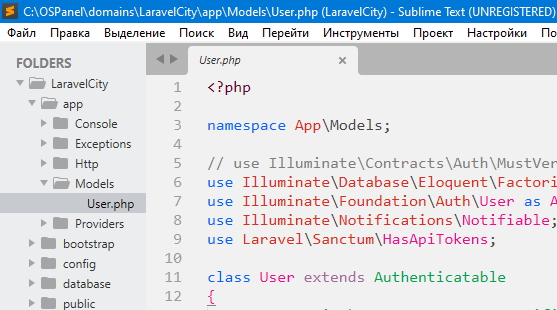 C:\OSPanel\domains\LaravelCity\app\Models\User.php (LaravelCity) - Sublime Text (UNREGISTERED)
Файл Правка Выделение Поиск Вид Перейти Инструменты Проект Настройки По
FOLDERS
LaravelCity
app
Console
Exceptions
Http
Models
User.php
Providers
bootstrap
config
database
public
User.php ×
1 <?php
2
3 namespace App\Models;
4
5 // use Illuminate\Contracts\Auth\MustVer
6 use Illuminate\Database\Eloquent\Factori
7 use Illuminate\Foundation\Auth\User as A
8 use Illuminate\Notifications\Notifiable;
9 use Laravel\Sanctum\HasApiTokens;
10
11 class User extends Authenticatable
12 {